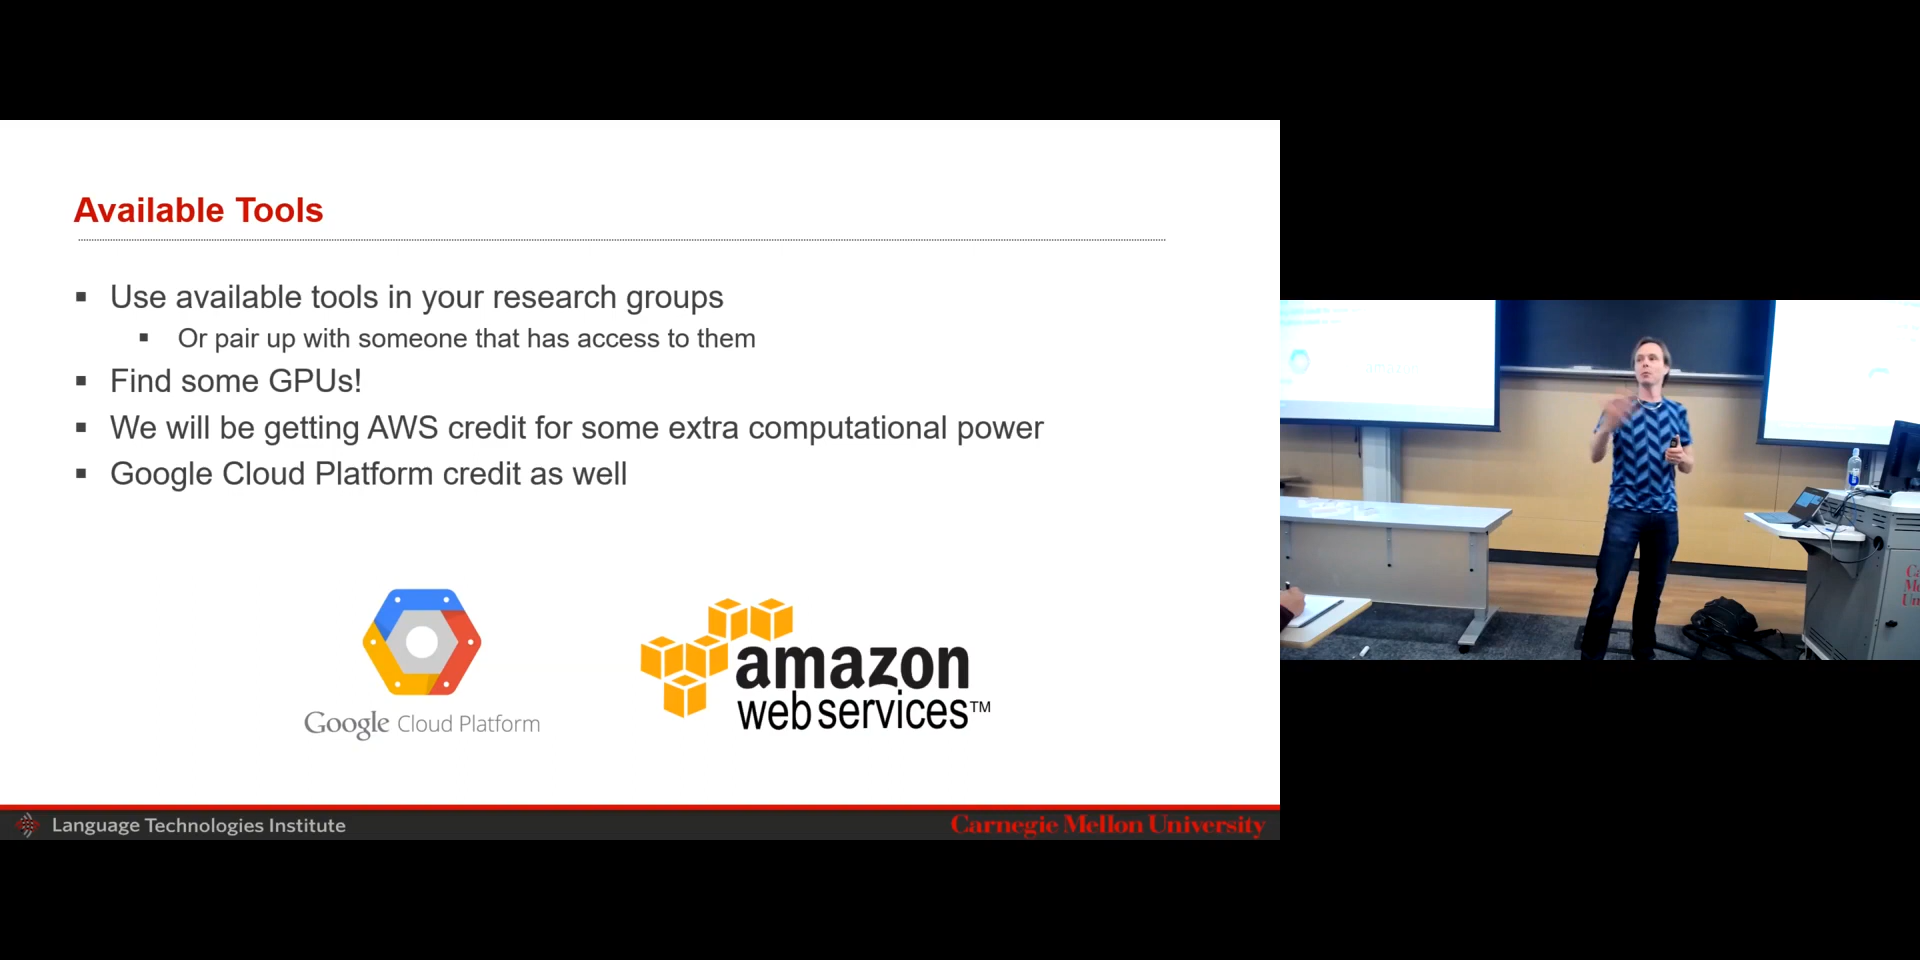 Available Tools
▪ Use available tools in your research groups
▪ Or pair up with someone that has access to them
▪ Find some GPUs!
▪ We will be getting AWS credit for some extra computational power
▪ Google Cloud Platform credit as well
Google Cloud Platform
amazon
web services™
Language Technologies Institute
Carnegie Mellon University
amazon